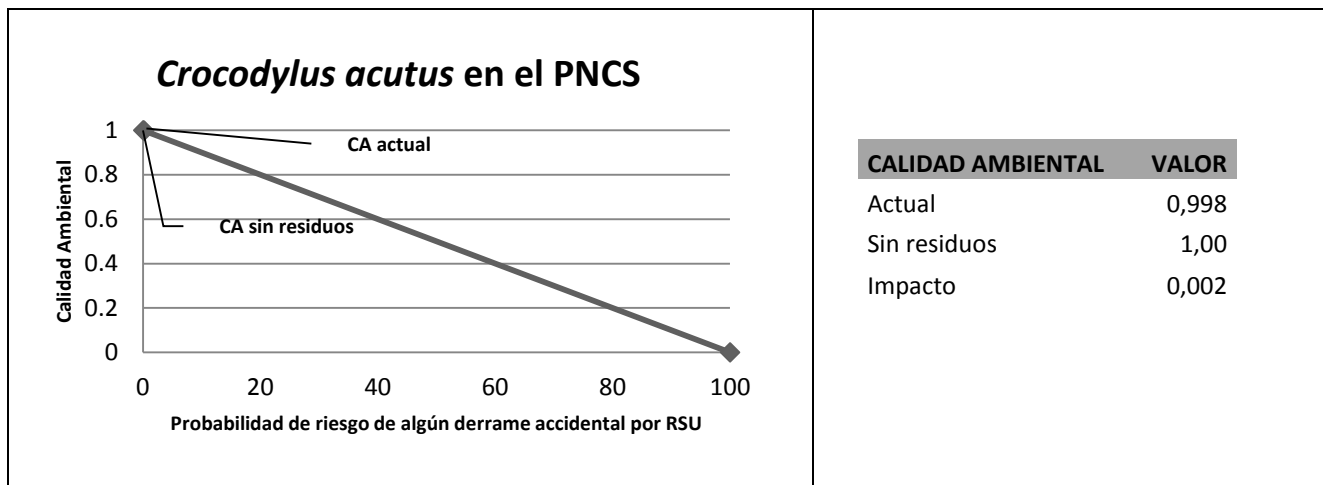 Crocodylus acutus en el PNCS
1
0.8
0.6
0.4
0.2
0
Calidad Ambiental
CA actual
CA sin residuos
0 20 40 60 80 100
Probabilidad de riesgo de algún derrame accidental por RSU
CALIDAD AMBIENTAL VALOR
Actual 0,998
Sin residuos 1,00
Impacto 0,002